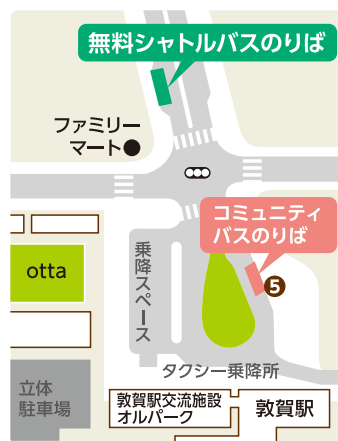 無料シャトルバスのりば
ファミリー
マート●
コミュニティ
バスのりば
5
乗降スペース
otta
タクシー乗降所
立体
駐車場
敦賀駅交流施設
オルパーク
敦賀駅